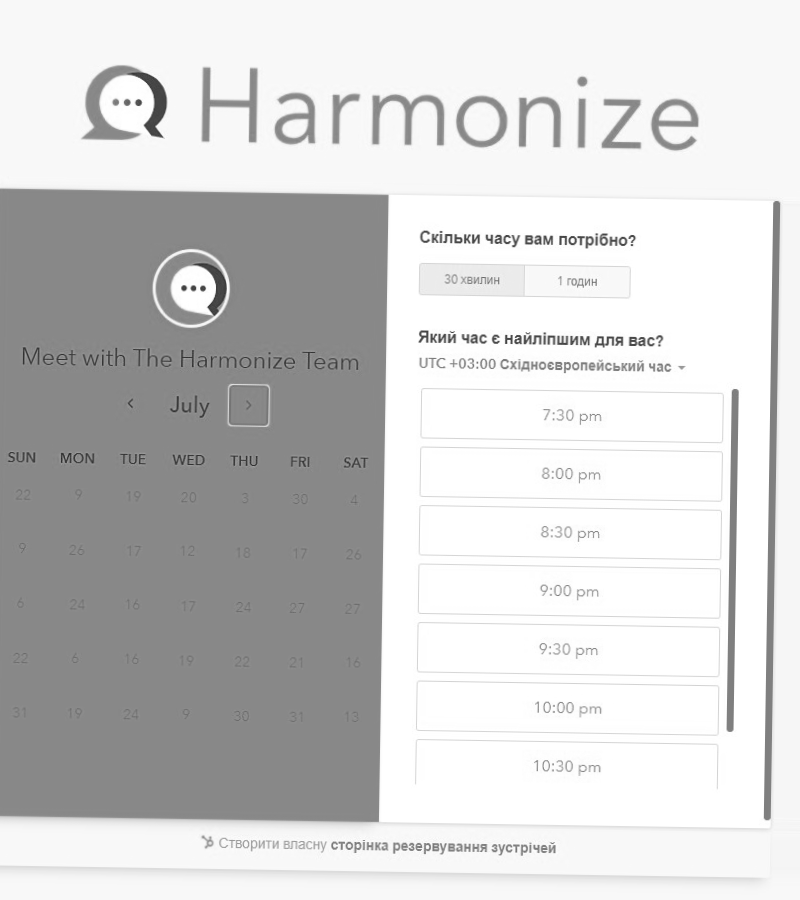 Harmonize
Meet with The Harmonize Team
July
SUN MON TUE WED THU FRI SAT
22 9 19 20 3 30 4
9 26 17 12 18 17 26
6 24 16 17 24 27 27
22 6 16 19 22 21 16
31 19 24 9 30 31 13
Скільки часу вам потрібно?
30 хвилин 1 годин
Який час є найліпшим для вас?
UTC +03:00 Східноєвропейський час
7:30 pm
8:00 pm
8:30 pm
9:00 pm
9:30 pm
10:00 pm
10:30 pm
Створити власну сторінка резервування зустрічей